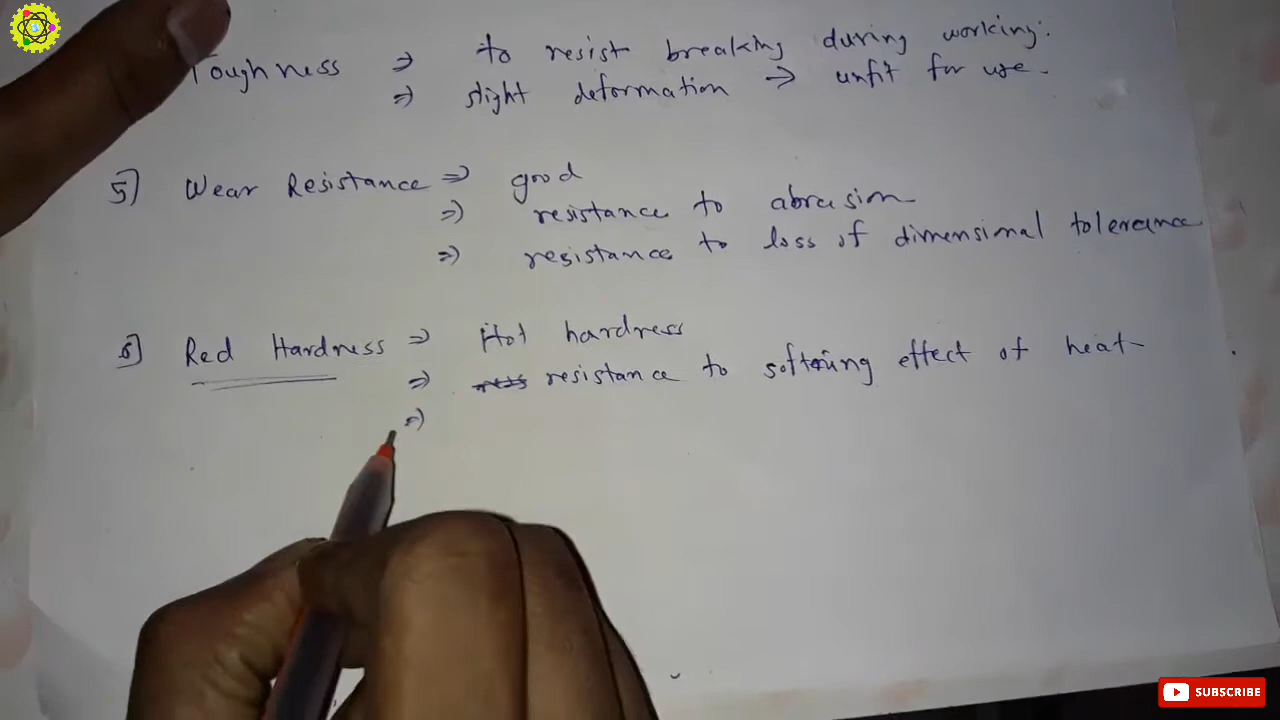 Toughness ⇒ to resist breaking during working.
⇒ slight deformation → unfit for use.
5] Wear Resistance ⇒ good
⇒ resistance to abrasion
⇒ resistance to loss of dimensional tolerance
6] Red Hardness ⇒ Hot hardness
⇒ resistance to softning effect of heat
⇒
SUBSCRIBE